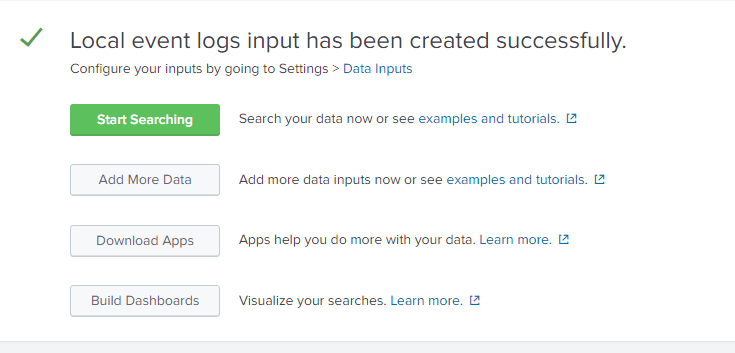 Local event logs input has been created successfully.
Configure your inputs by going to Settings > Data Inputs
Start Searching
Search your data now or see examples and tutorials.
Add More Data
Add more data inputs now or see examples and tutorials.
Download Apps
Apps help you do more with your data. Learn more.
Build Dashboards
Visualize your searches. Learn more.